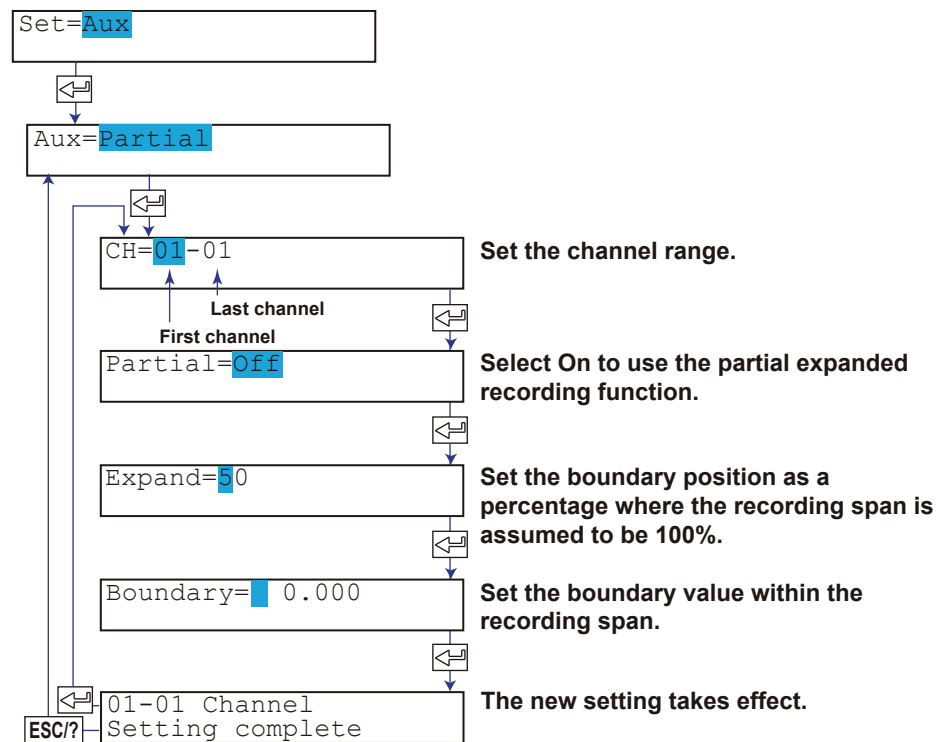 Set=Aux
Aux=Partial
CH=01-01
Set the channel range.
Last channel
First channel
Partial=Off
Select On to use the partial expanded
recording function.
Expand=50
Set the boundary position as a
percentage where the recording span is
assumed to be 100%.
Boundary=  0.000
Set the boundary value within the
recording span.
01-01 Channel
Setting complete
The new setting takes effect.
ESC/?